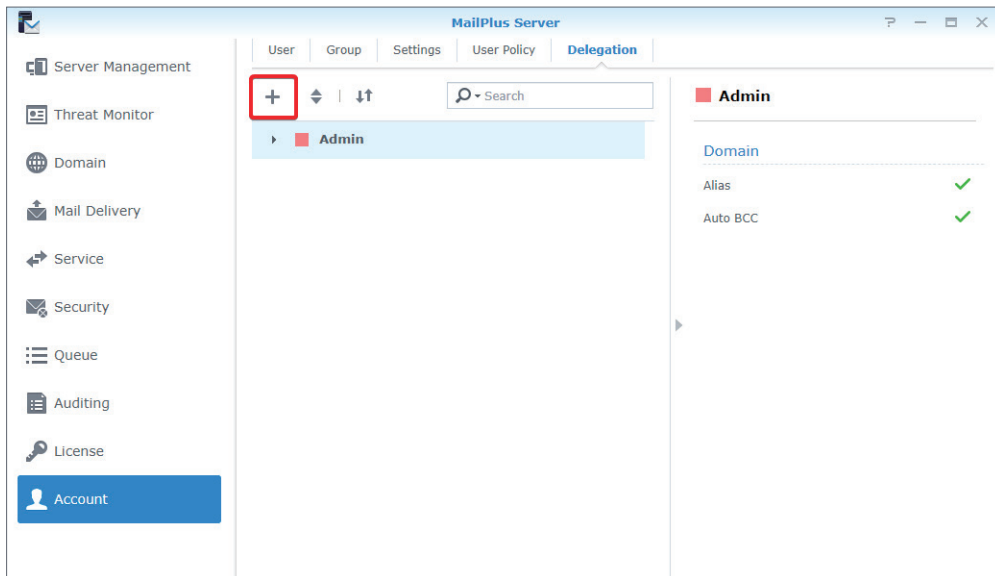 MailPlus Server
Server Management
Threat Monitor
Domain
Mail Delivery
Service
Security
Queue
Auditing
License
Account
User Group Settings User Policy Delegation
Search
Admin
Admin
Domain
Alias
Auto BCC